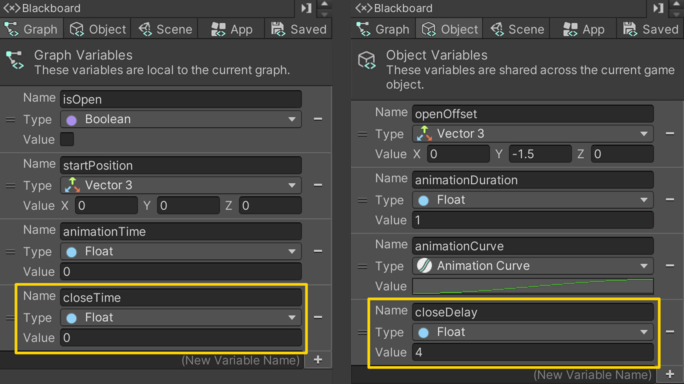 Blackboard
Graph Object Scene App Saved
Graph Variables
These variables are local to the current graph.
Name isOpen
Type Boolean
Value
Name startPosition
Type Vector 3
Value X 0 Y 0 Z 0
Name animationTime
Type Float
Value 0
Name closeTime
Type Float
Value 0
(New Variable Name)
Blackboard
Graph Object Scene App Saved
Object Variables
These variables are shared across the current game
object.
Name openOffset
Type Vector 3
Value X 0 Y -1.5 Z 0
Name animationDuration
Type Float
Value 1
Name animationCurve
Type Animation Curve
Value
Name closeDelay
Type Float
Value 4
(New Variable Name)